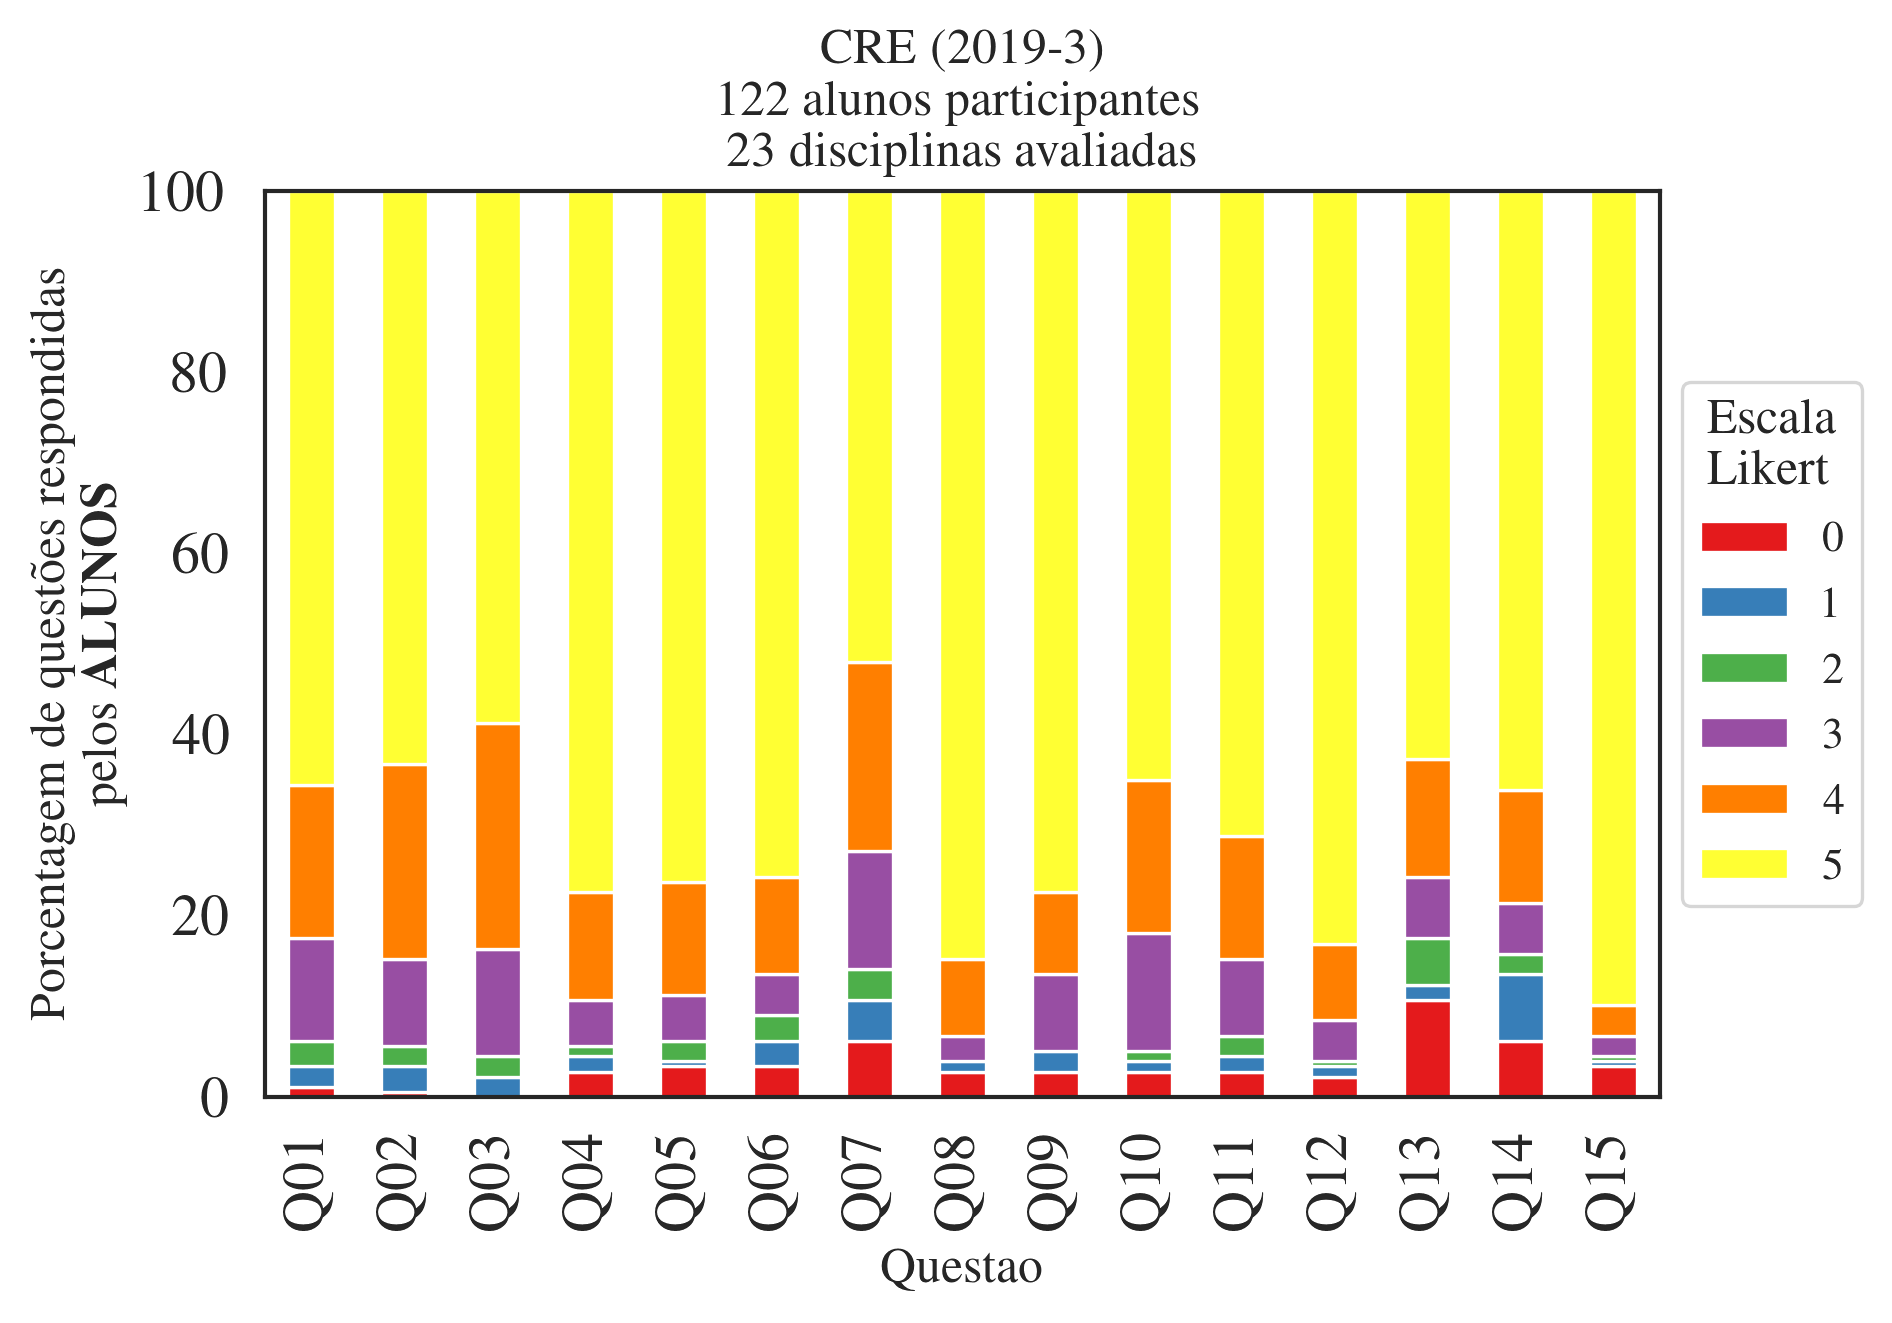 CRE (2019-3)
122 alunos participantes
23 disciplinas avaliadas
Porcentagem de questões respondidas
pelos ALUNOS
100
80
60
40
20
0
Q01
Q02
Q03
Q04
Q05
Q06
Q07
Q08
Q09
Q10
Q11
Q12
Q13
Q14
Q15
Questao
Escala
Likert
0
1
2
3
4
5